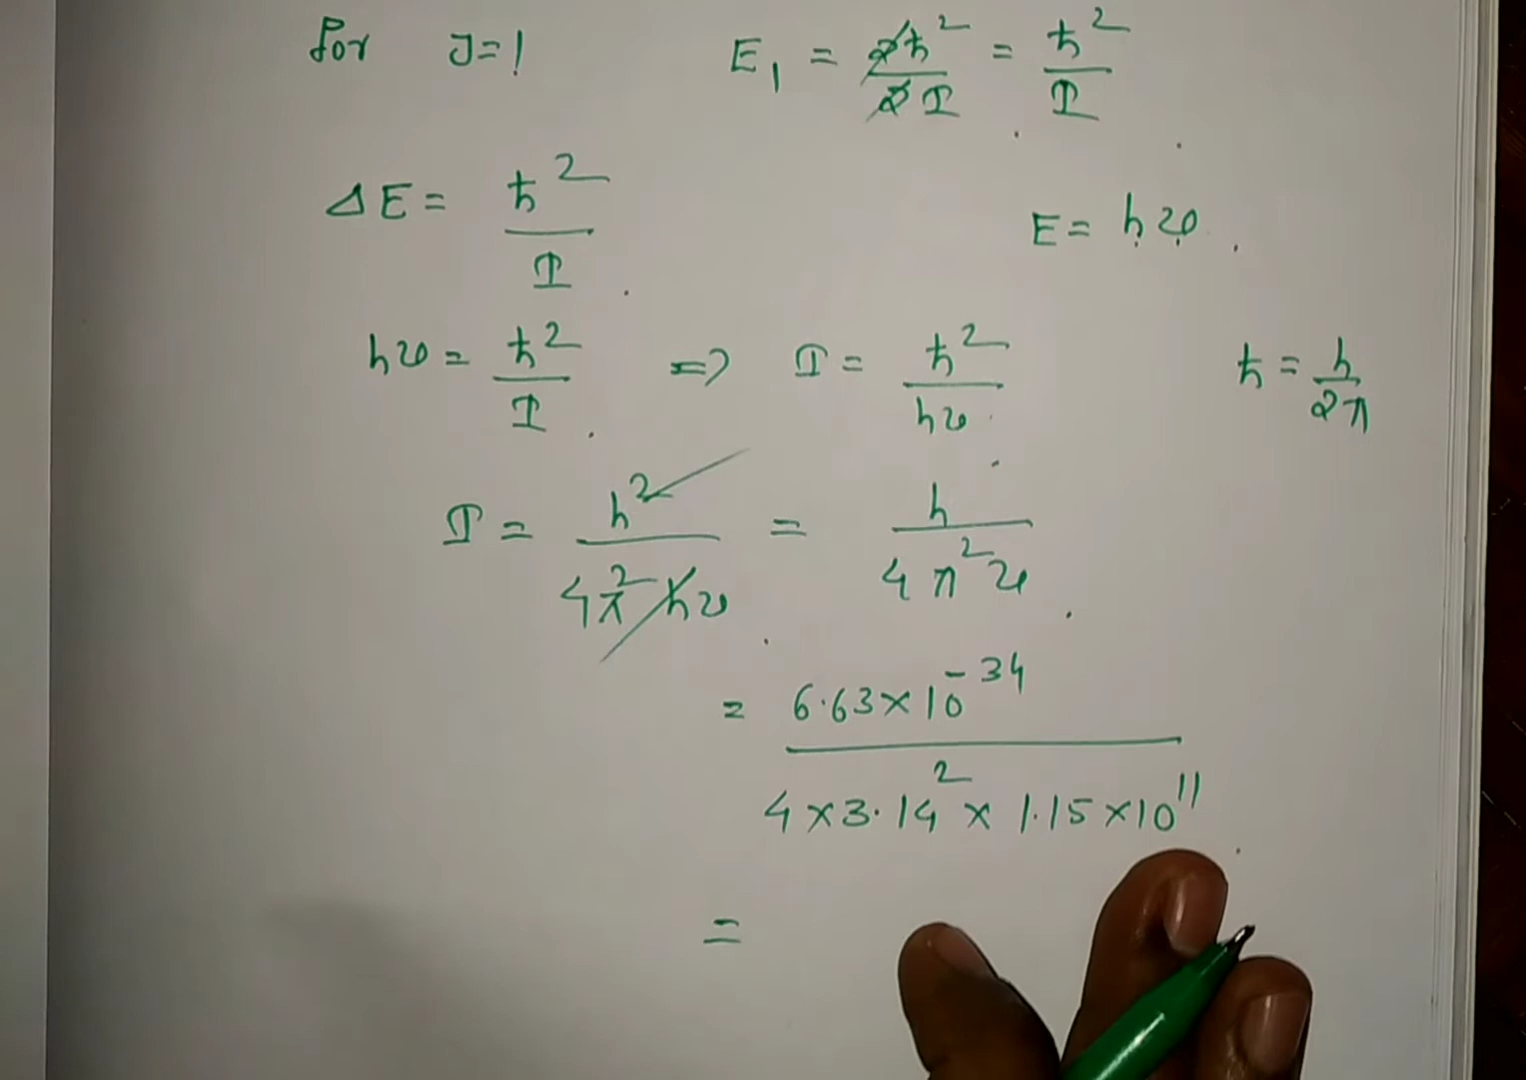 for J=1 E₁ = 2ħ²/2I = ħ²/I
ΔE = ħ²/I E = hν
hν = ħ²/I => I = ħ²/hν ħ = h/2π
I = h²/4π²hν = h/4π²ν
= 6.63×10⁻³⁴/4×3.14²×1.15×10¹¹
=